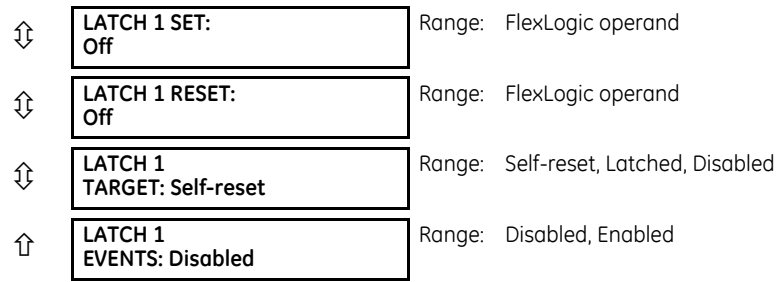 LATCH 1 SET: Range: FlexLogic operand
Off
LATCH 1 RESET: Range: FlexLogic operand
Off
LATCH 1 Range: Self-reset, Latched, Disabled
TARGET: Self-reset
LATCH 1 Range: Disabled, Enabled
EVENTS: Disabled